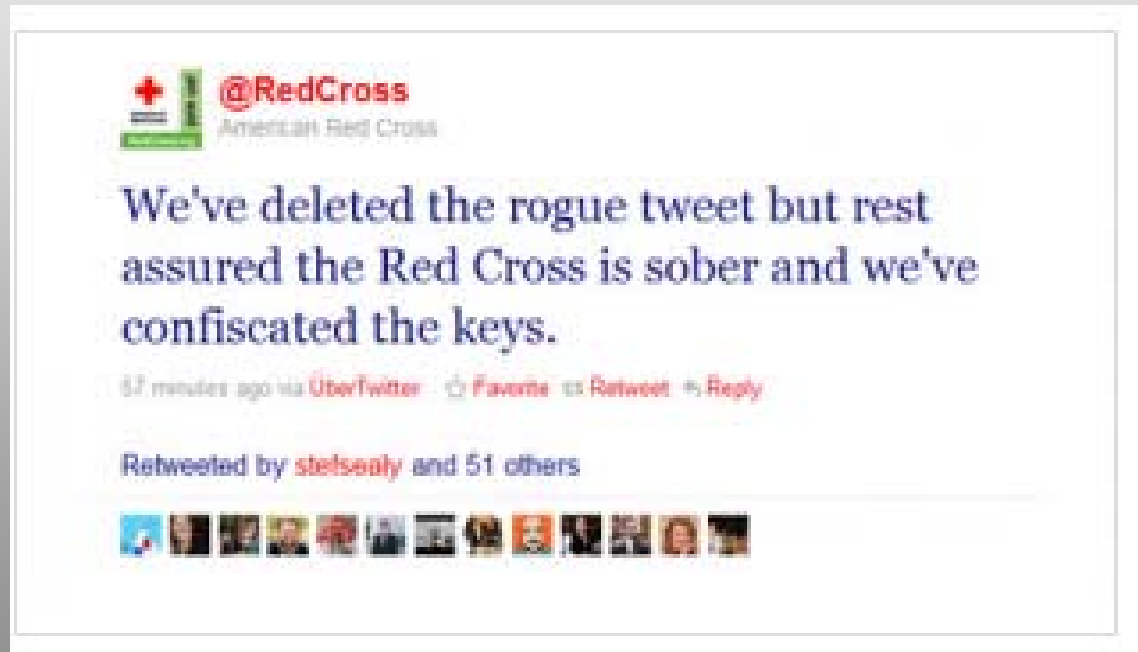 @RedCross
American Red Cross
We've deleted the rogue tweet but rest
assured the Red Cross is sober and we've
confiscated the keys.
57 minutes ago via ÜberTwitter Favorite Retweet Reply
Retweeted by stefsealy and 51 others